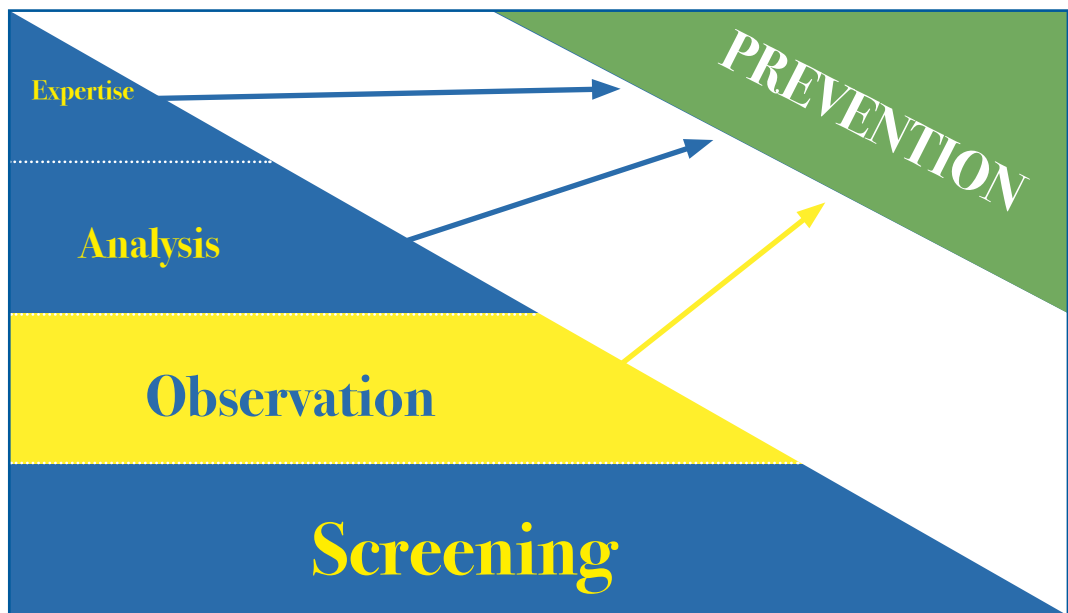 Expertise
PREVENTION
Analysis
Observation
Screening